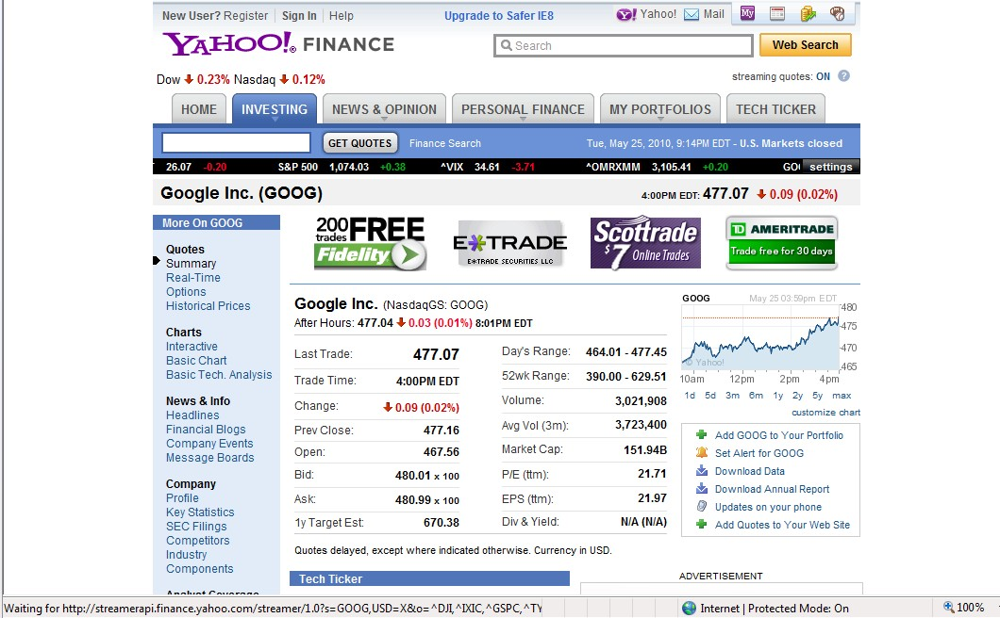 New User? Register Sign In Help Upgrade to Safer IE8 Yahoo! Mail My
YAHOO! FINANCE Search Web Search
Dow 0.23% Nasdaq 0.12% streaming quotes: ON ?
HOME INVESTING NEWS & OPINION PERSONAL FINANCE MY PORTFOLIOS TECH TICKER
GET QUOTES Finance Search Tue, May 25, 2010, 9:14PM EDT - U.S. Markets closed
26.07 -0.20 S&P 500 1,074.03 +0.38 ^VIX 34.61 -3.71 ^OMRXMM 3,105.41 +0.20 settings
Google Inc. (GOOG) 4:00PM EDT: 477.07 0.09 (0.02%)
More On GOOG
Quotes
Summary
Real-Time
Options
Historical Prices
Charts
Interactive
Basic Chart
Basic Tech. Analysis
News & Info
Headlines
Financial Blogs
Company Events
Message Boards
Company
Profile
Key Statistics
SEC Filings
Competitors
Industry
Components
Analyst Coverage
200 FREE
trades
Fidelity
E*TRADE
E*TRADE SECURITIES LLC
Scottrade
$7 Online Trades
TD AMERITRADE
Trade free for 30 days
Google Inc. (NasdaqGS: GOOG)
After Hours: 477.04 0.03 (0.01%) 8:01PM EDT
Last Trade: 477.07
Trade Time: 4:00PM EDT
Change: 0.09 (0.02%)
Prev Close: 477.16
Open: 467.56
Bid: 480.01 x 100
Ask: 480.99 x 100
1y Target Est: 670.38
Day's Range: 464.01 - 477.45
52wk Range: 390.00 - 629.51
Volume: 3,021,908
Avg Vol (3m): 3,723,400
Market Cap: 151.94B
P/E (ttm): 21.71
EPS (ttm): 21.97
Div & Yield: N/A (N/A)
Quotes delayed, except where indicated otherwise. Currency in USD.
Tech Ticker
GOOG May 25 03:59pm EDT
480
475
470
465
© Yahoo!
10am 12pm 2pm 4pm
1d 5d 3m 6m 1y 2y 5y max
customize chart
Add GOOG to Your Portfolio
Set Alert for GOOG
Download Data
Download Annual Report
Updates on your phone
Add Quotes to Your Web Site
ADVERTISEMENT
Waiting for http://streamerapi.finance.yahoo.com/streamer/1.0?s=GOOG,USD=X&o=^DJI,^IXIC,^GSPC,^TY Internet | Protected Mode: On 100%